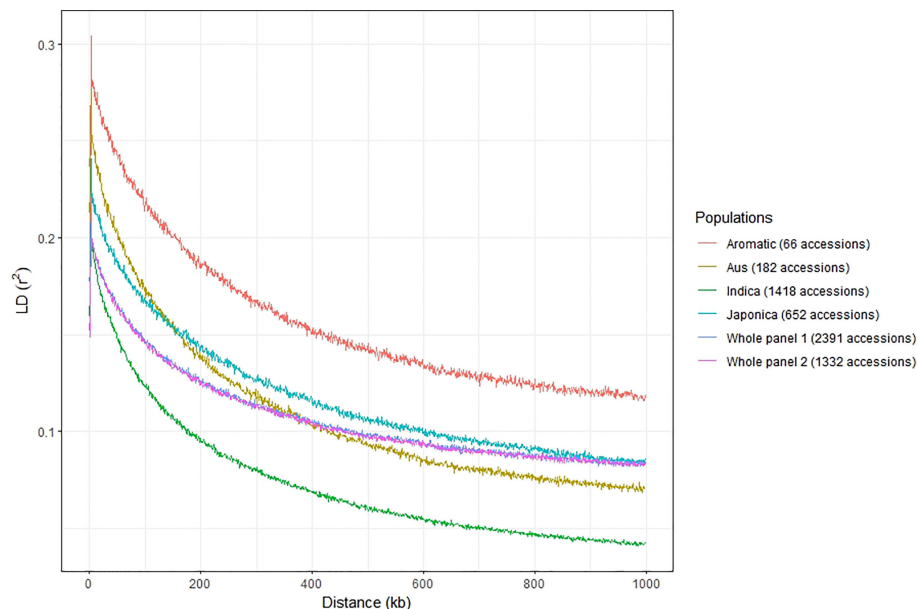 0.3
0.2
0.1
LD (r²)
0 200 400 600 800 1000
Distance (kb)
Populations
Aromatic (66 accessions)
Aus (182 accessions)
Indica (1418 accessions)
Japonica (652 accessions)
Whole panel 1 (2391 accessions)
Whole panel 2 (1332 accessions)